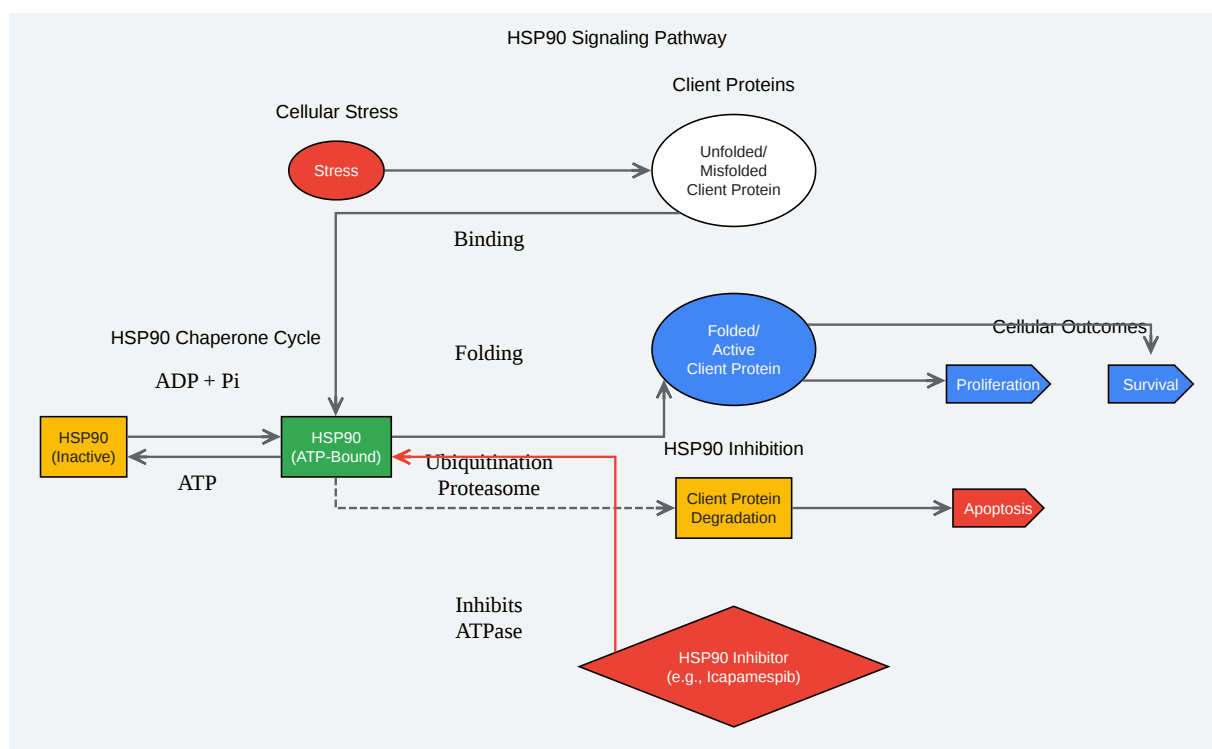 HSP90 Signaling Pathway
Client Proteins
Cellular Stress
Unfolded/
Misfolded
Client Protein
Stress
Binding
Cellular Outcomes
HSP90 Chaperone Cycle
Folding
Folded/
Active
Client Protein
ADP + Pi
Proliferation
Survival
HSP90
(Inactive)
HSP90
(ATP-Bound)
HSP90 Inhibition
ATP
Ubiquitination
Proteasome
Client Protein
Degradation
Apoptosis
Inhibits
ATPase
HSP90 Inhibitor
(e.g., Icapamespib)